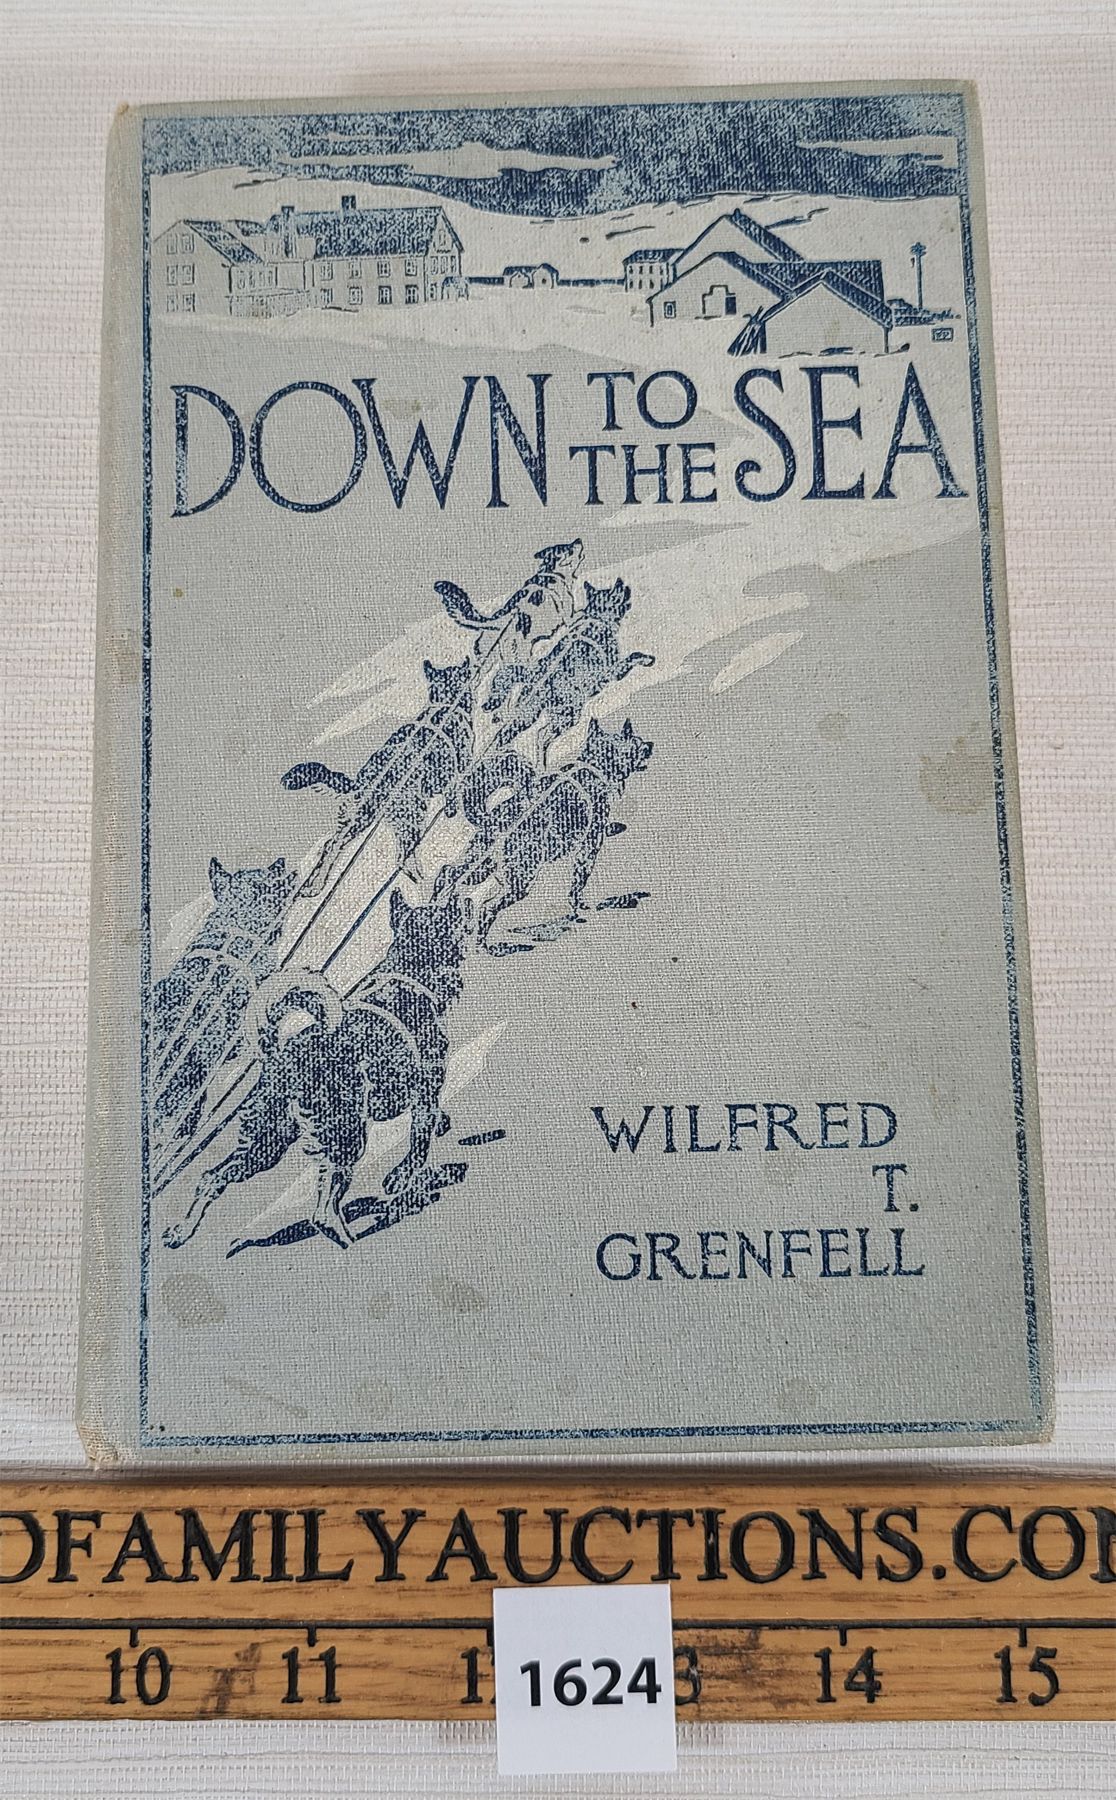 DOWN TO THE SEA
WILFRED
T.
GRENFELL
FAMILYAUCTIONS.CO
10 11 14 15
1624